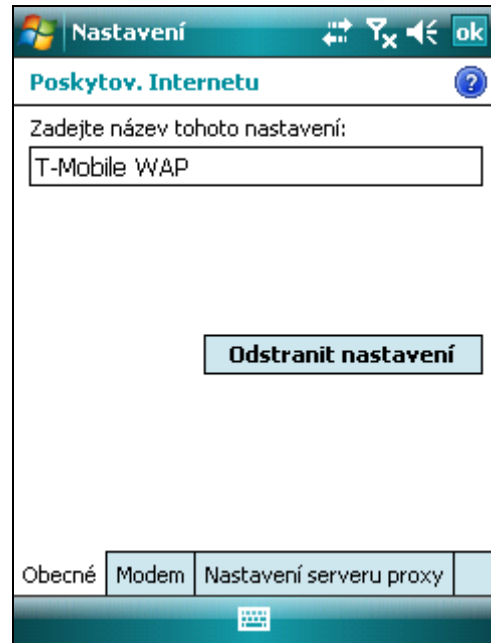 Nastavení
ok
Poskytov. Internetu
?
Zadejte název tohoto nastavení:
T-Mobile WAP
Odstranit nastavení
Obecné Modem Nastavení serveru proxy